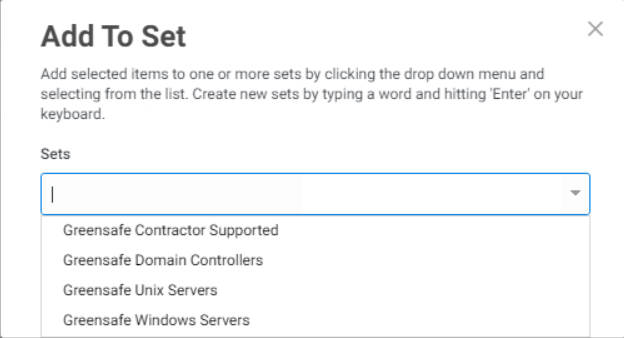 Add To Set
Add selected items to one or more sets by clicking the drop down menu and
selecting from the list. Create new sets by typing a word and hitting 'Enter' on your
keyboard.
Sets
Greensafe Contractor Supported
Greensafe Domain Controllers
Greensafe Unix Servers
Greensafe Windows Servers